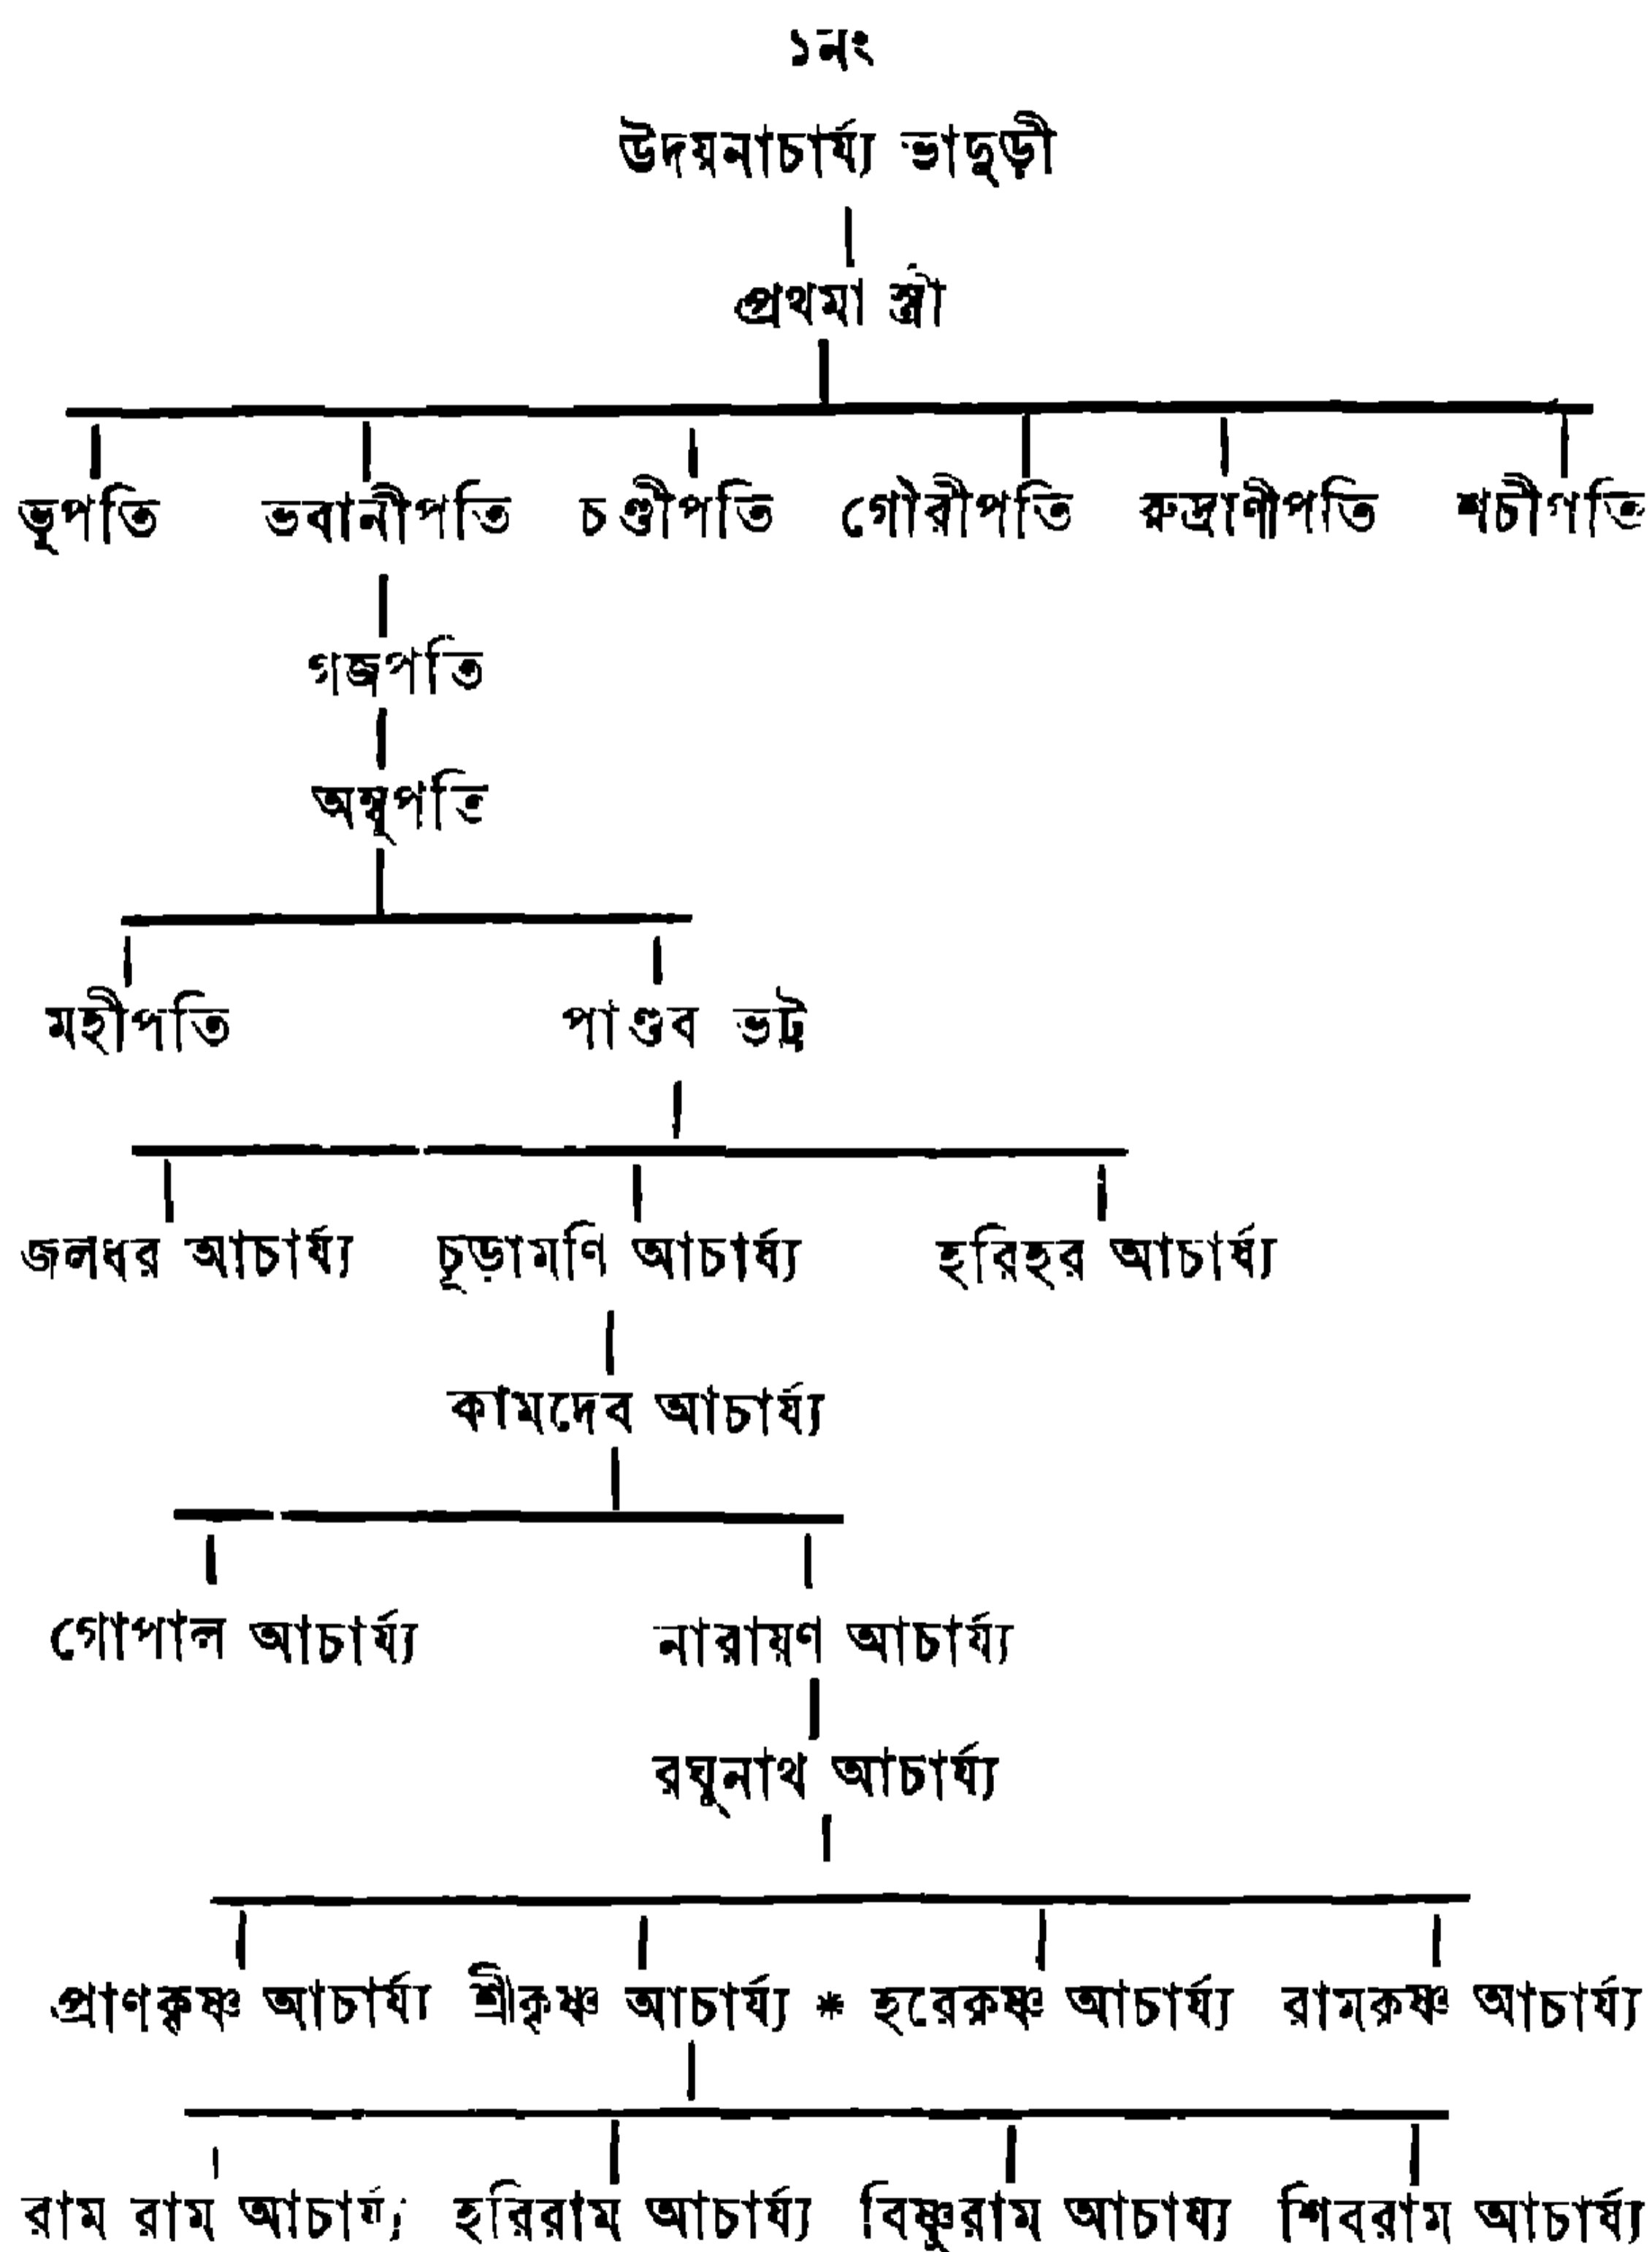 ১নং
উদয়নাচার্য্য ভাদুড়ী
প্রথমা স্ত্রী
ভূপতি ভবানীপতি চণ্ডীপতি গৌরীপতি রুদ্রাণীপতি শচীপতি
গজপতি
অম্বুপতি
মহীপতি পাণ্ডব ভট্ট
জলধর আচার্য্য চূড়ামণি আচার্য্য হরিহর আচার্য্য
কামদেব আচার্য্য
গোপাল আচার্য্য নারায়ণ আচার্য্য
রঘুনাথ আচার্য্য
প্রাণকৃষ্ণ আচার্য্য শ্রীকৃষ্ণ আচার্য্য * হরেকৃষ্ণ আচার্য্য রামকৃষ্ণ আচার্য্য
রাম রাম আচার্য্য হরিরাম আচার্য্য বিষ্ণুরাম আচার্য্য শিবরাম আচার্য্য